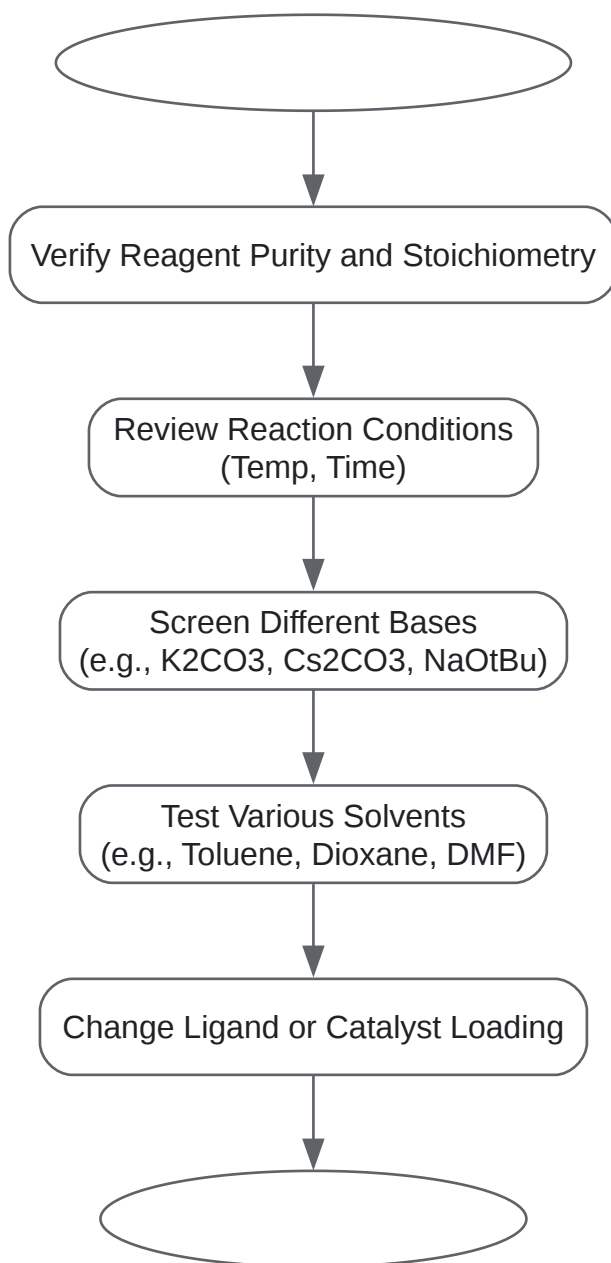 Verify Reagent Purity and Stoichiometry
Review Reaction Conditions
(Temp, Time)
Screen Different Bases
(e.g., K2CO3, Cs2CO3, NaOtBu)
Test Various Solvents
(e.g., Toluene, Dioxane, DMF)
Change Ligand or Catalyst Loading